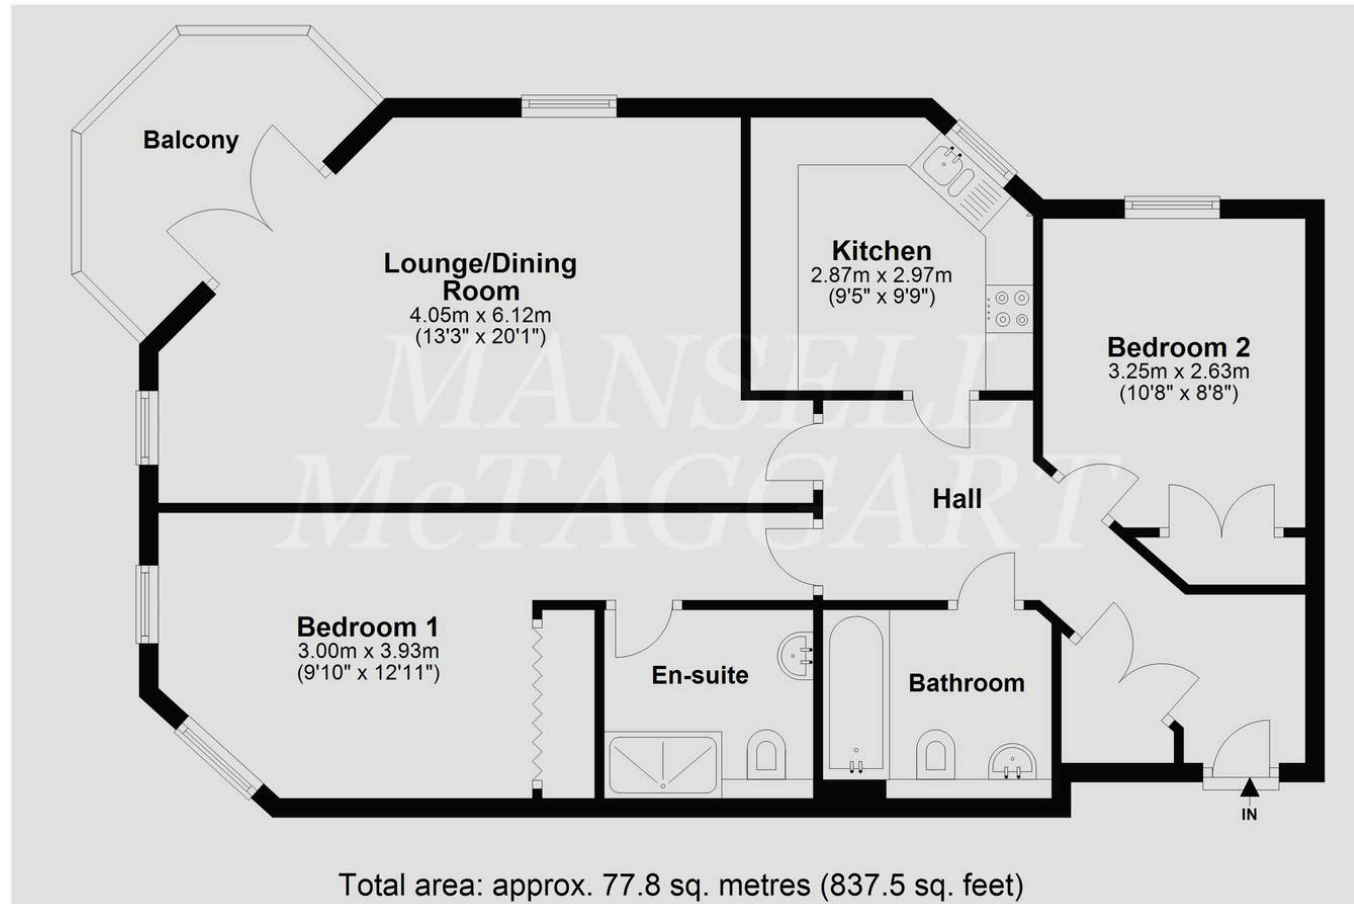 Balcony
Lounge/Dining
Room
4.05m x 6.12m
(13'3" x 20'1")
Kitchen
2.87m x 2.97m
(9'5" x 9'9")
Bedroom 2
3.25m x 2.63m
(10'8" x 8'8")
MANSELL
McTAGGART
Hall
Bedroom 1
3.00m x 3.93m
(9'10" x 12'11")
En-suite
Bathroom
IN
Total area: approx. 77.8 sq. metres (837.5 sq. feet)